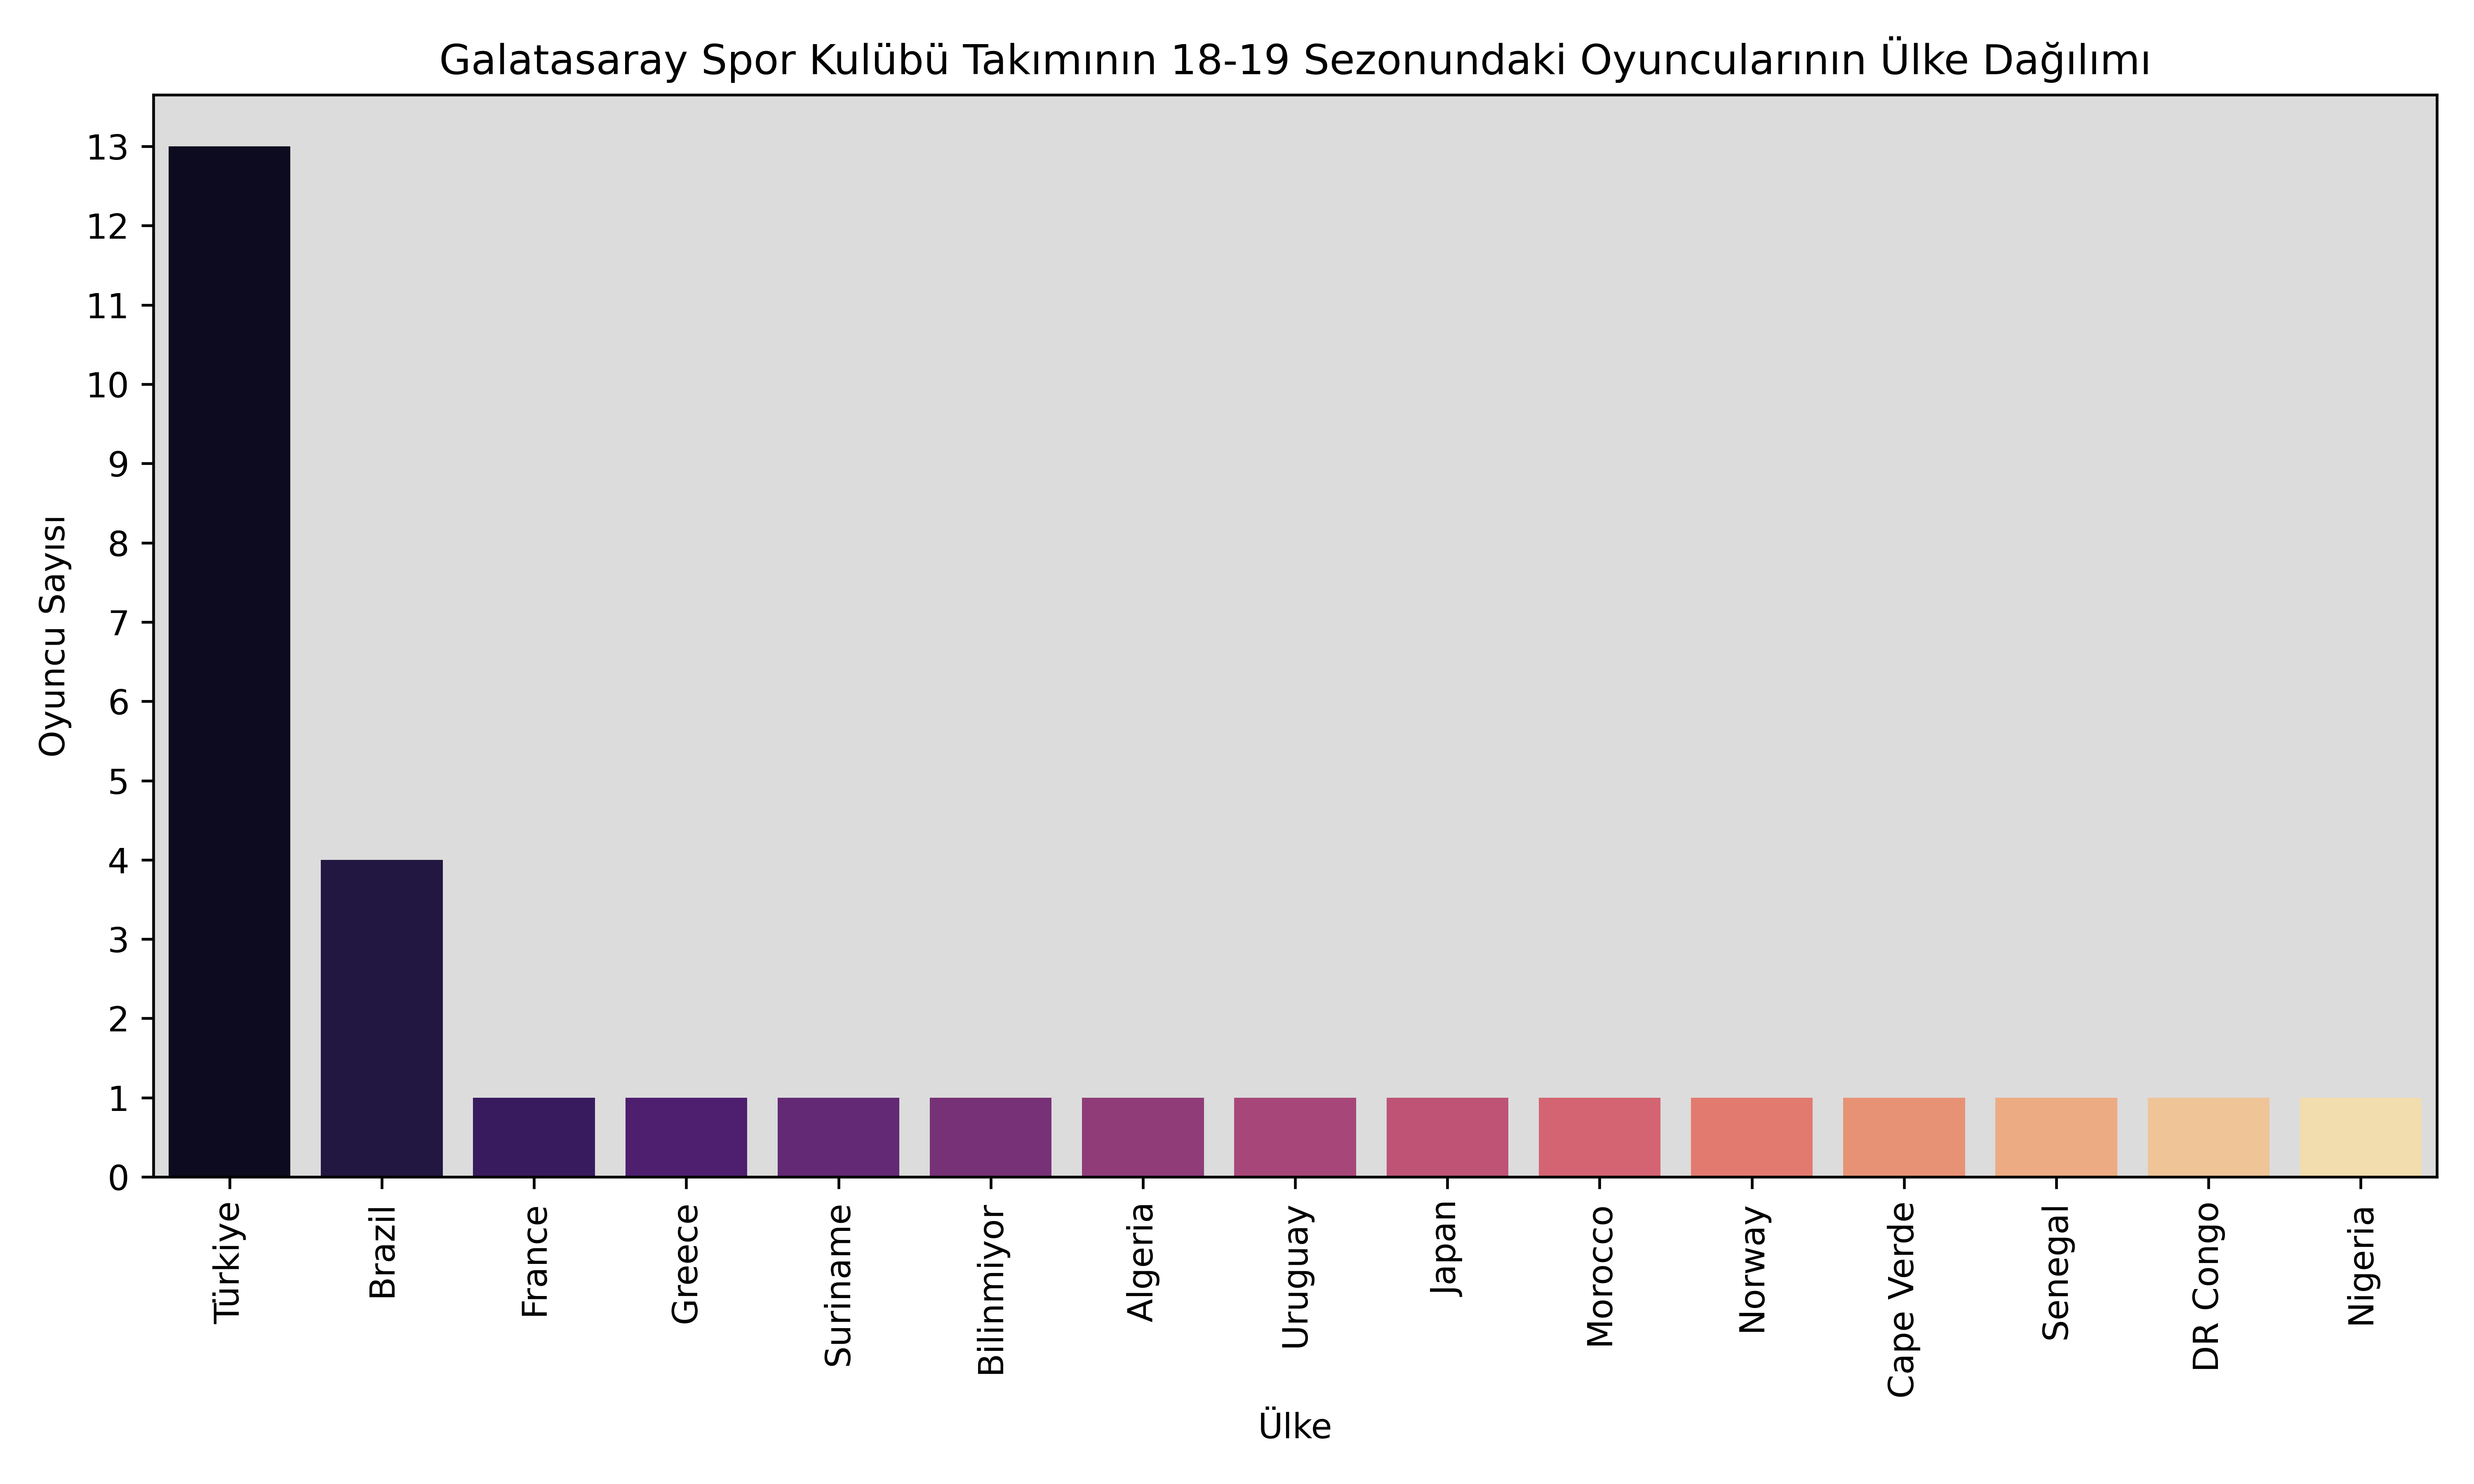 Galatasaray Spor Kulübü Takımının 18-19 Sezonundaki Oyuncularının Ülke Dağılımı
Oyuncu Sayısı
13
12
11
10
9
8
7
6
5
4
3
2
1
0
Türkiye
Brazil
France
Greece
Suriname
Bilinmiyor
Algeria
Uruguay
Japan
Morocco
Norway
Cape Verde
Senegal
DR Congo
Nigeria
Ülke